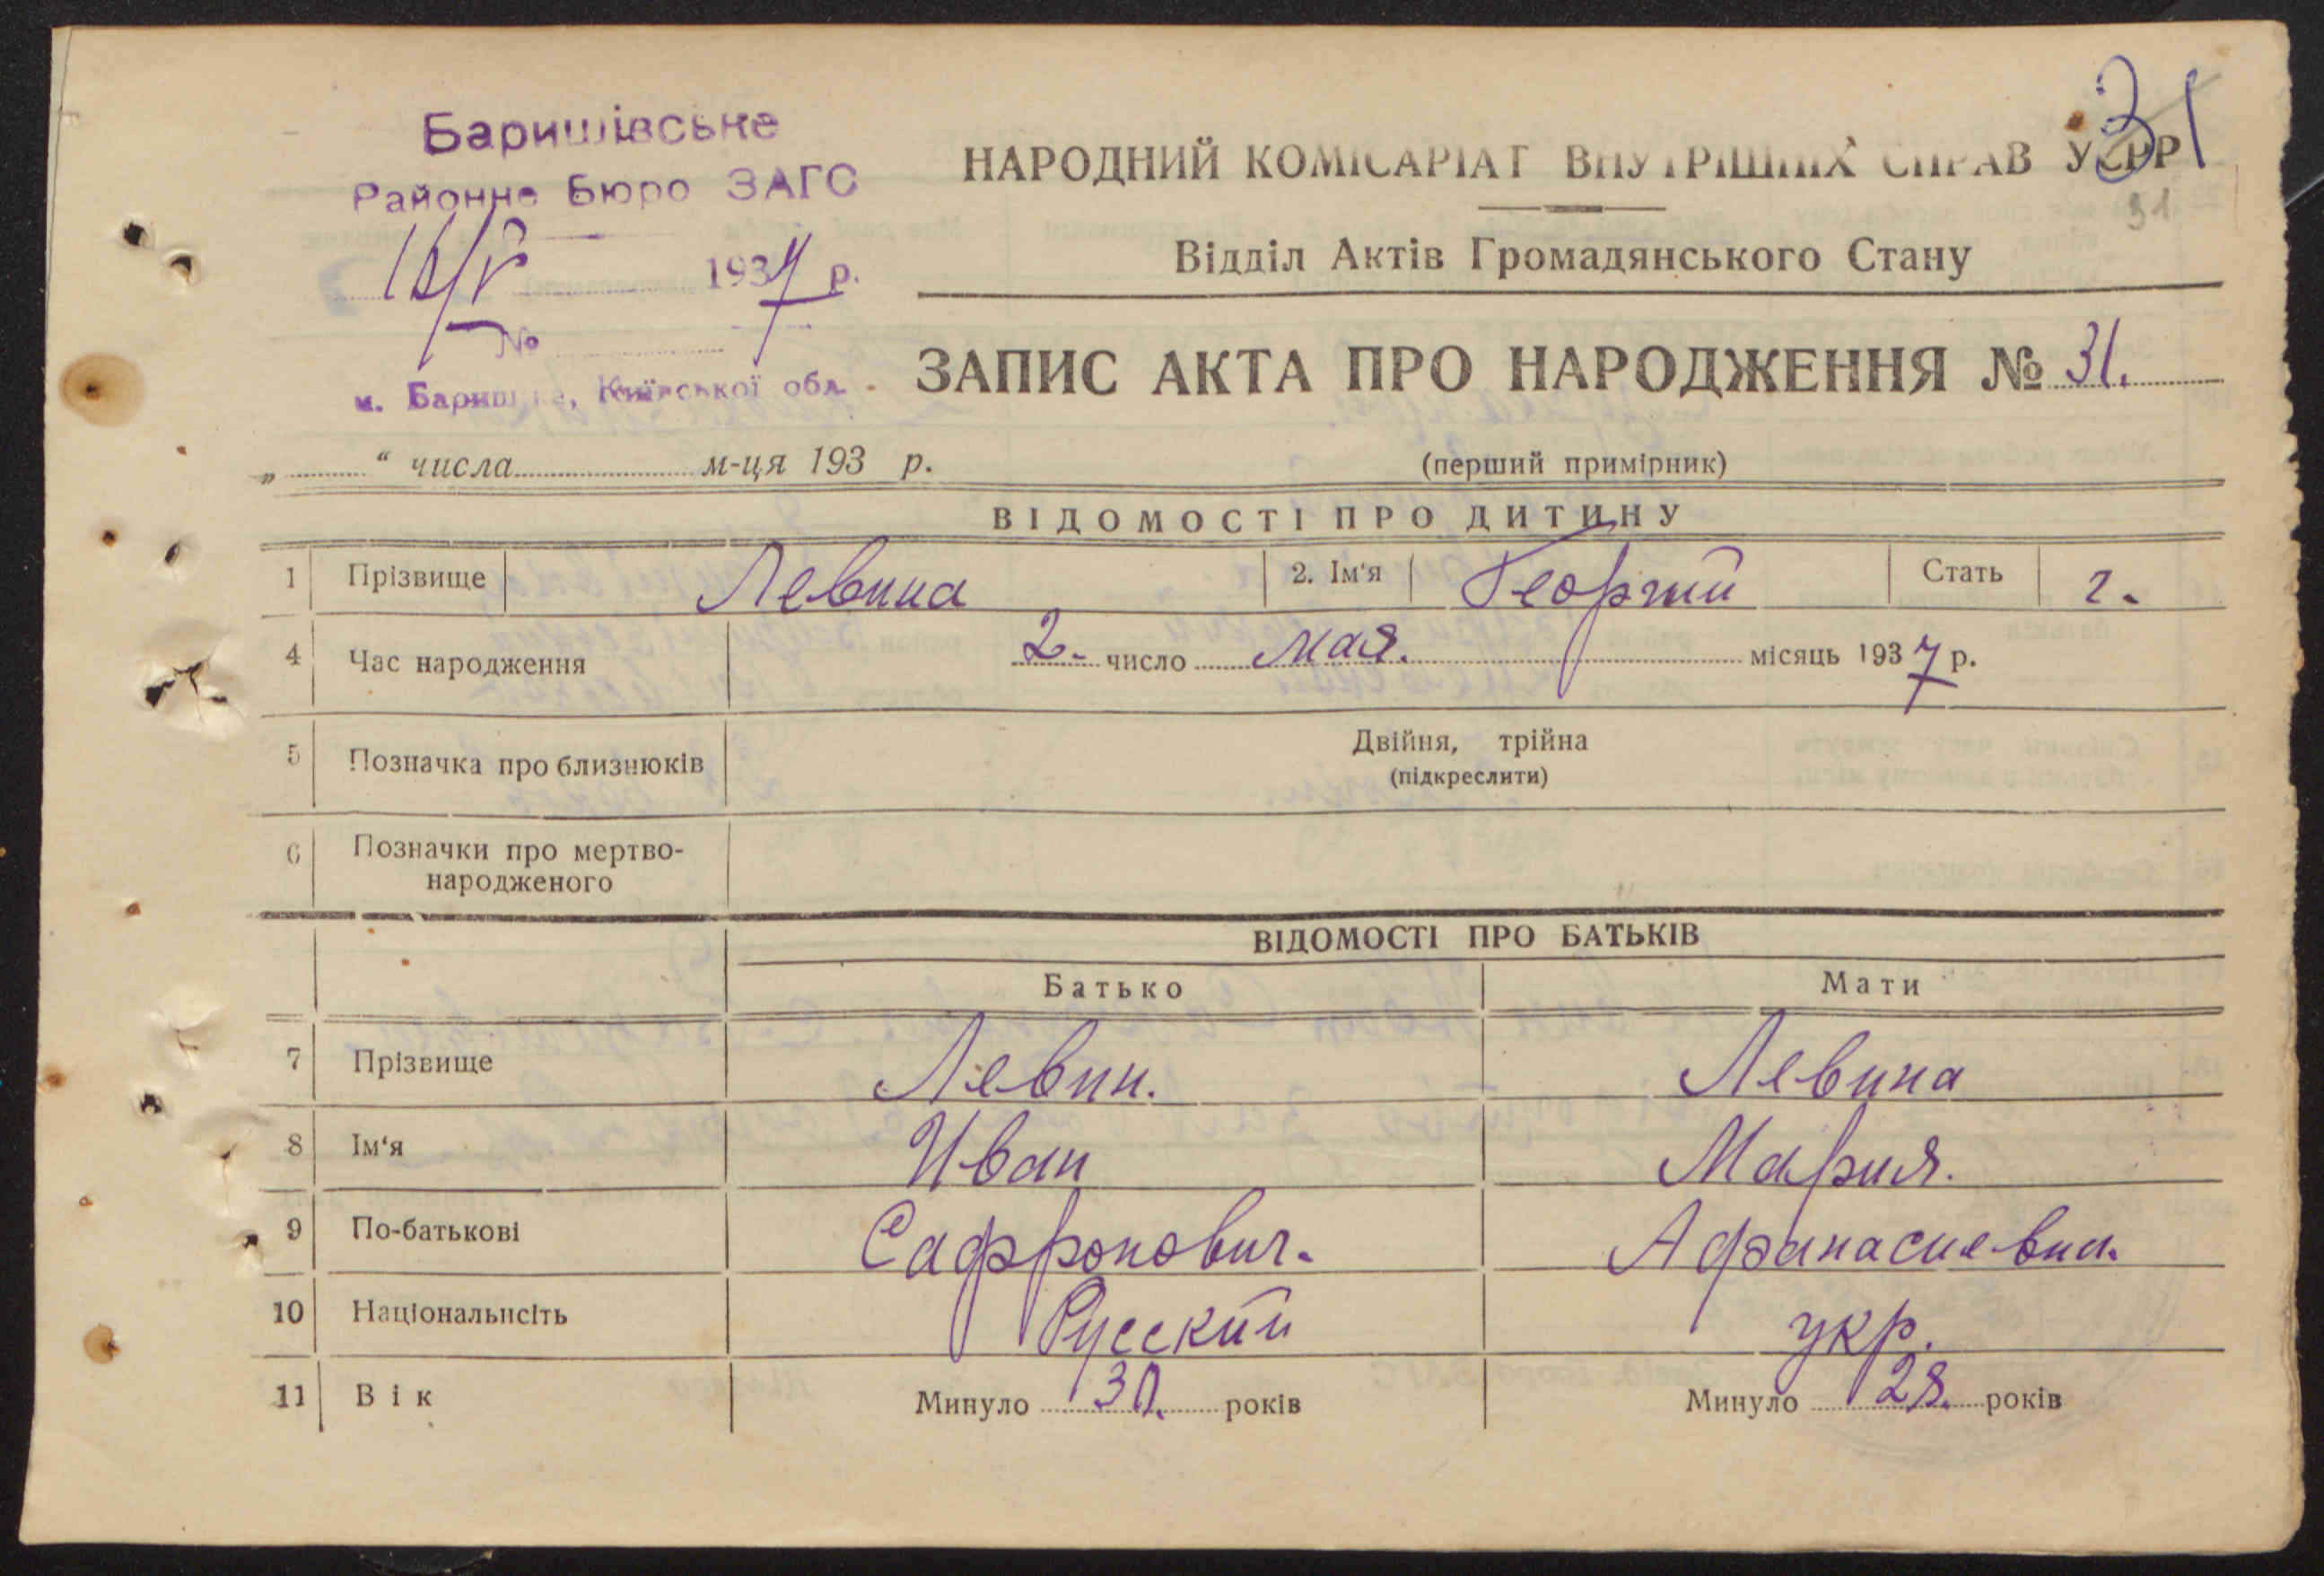 31
Баришівське
Районне Бюро ЗАГС
16/V 1937 р.
№
м. Баришівка, Київської обл.
НАРОДНИЙ КОМІСАРІАТ ВНУТРІШНІХ СПРАВ УСРР
31
Відділ Актів Громадянського Стану
ЗАПИС АКТА ПРО НАРОДЖЕННЯ № 31.
„ “ числа м-ця 193 р.
(перший примірник)
ВІДОМОСТІ ПРО ДИТИНУ
1 Прізвище Левина 2. Ім'я Георгий Стать г.
4 Час народження 2. число мая. місяць 1937 р.
5 Позначка про близнюків Двійня, трійна
(підкреслити)
6 Позначки про мертво-
народженого
ВІДОМОСТІ ПРО БАТЬКІВ
Батько Мати
7 Прізвище Левин. Левина
8 Ім'я Иван Мария.
9 По-батькові Сафронович. Афанасиевна.
10 Національнсіть Русский укр.
11 Вік Минуло 30. років Минуло 28. років